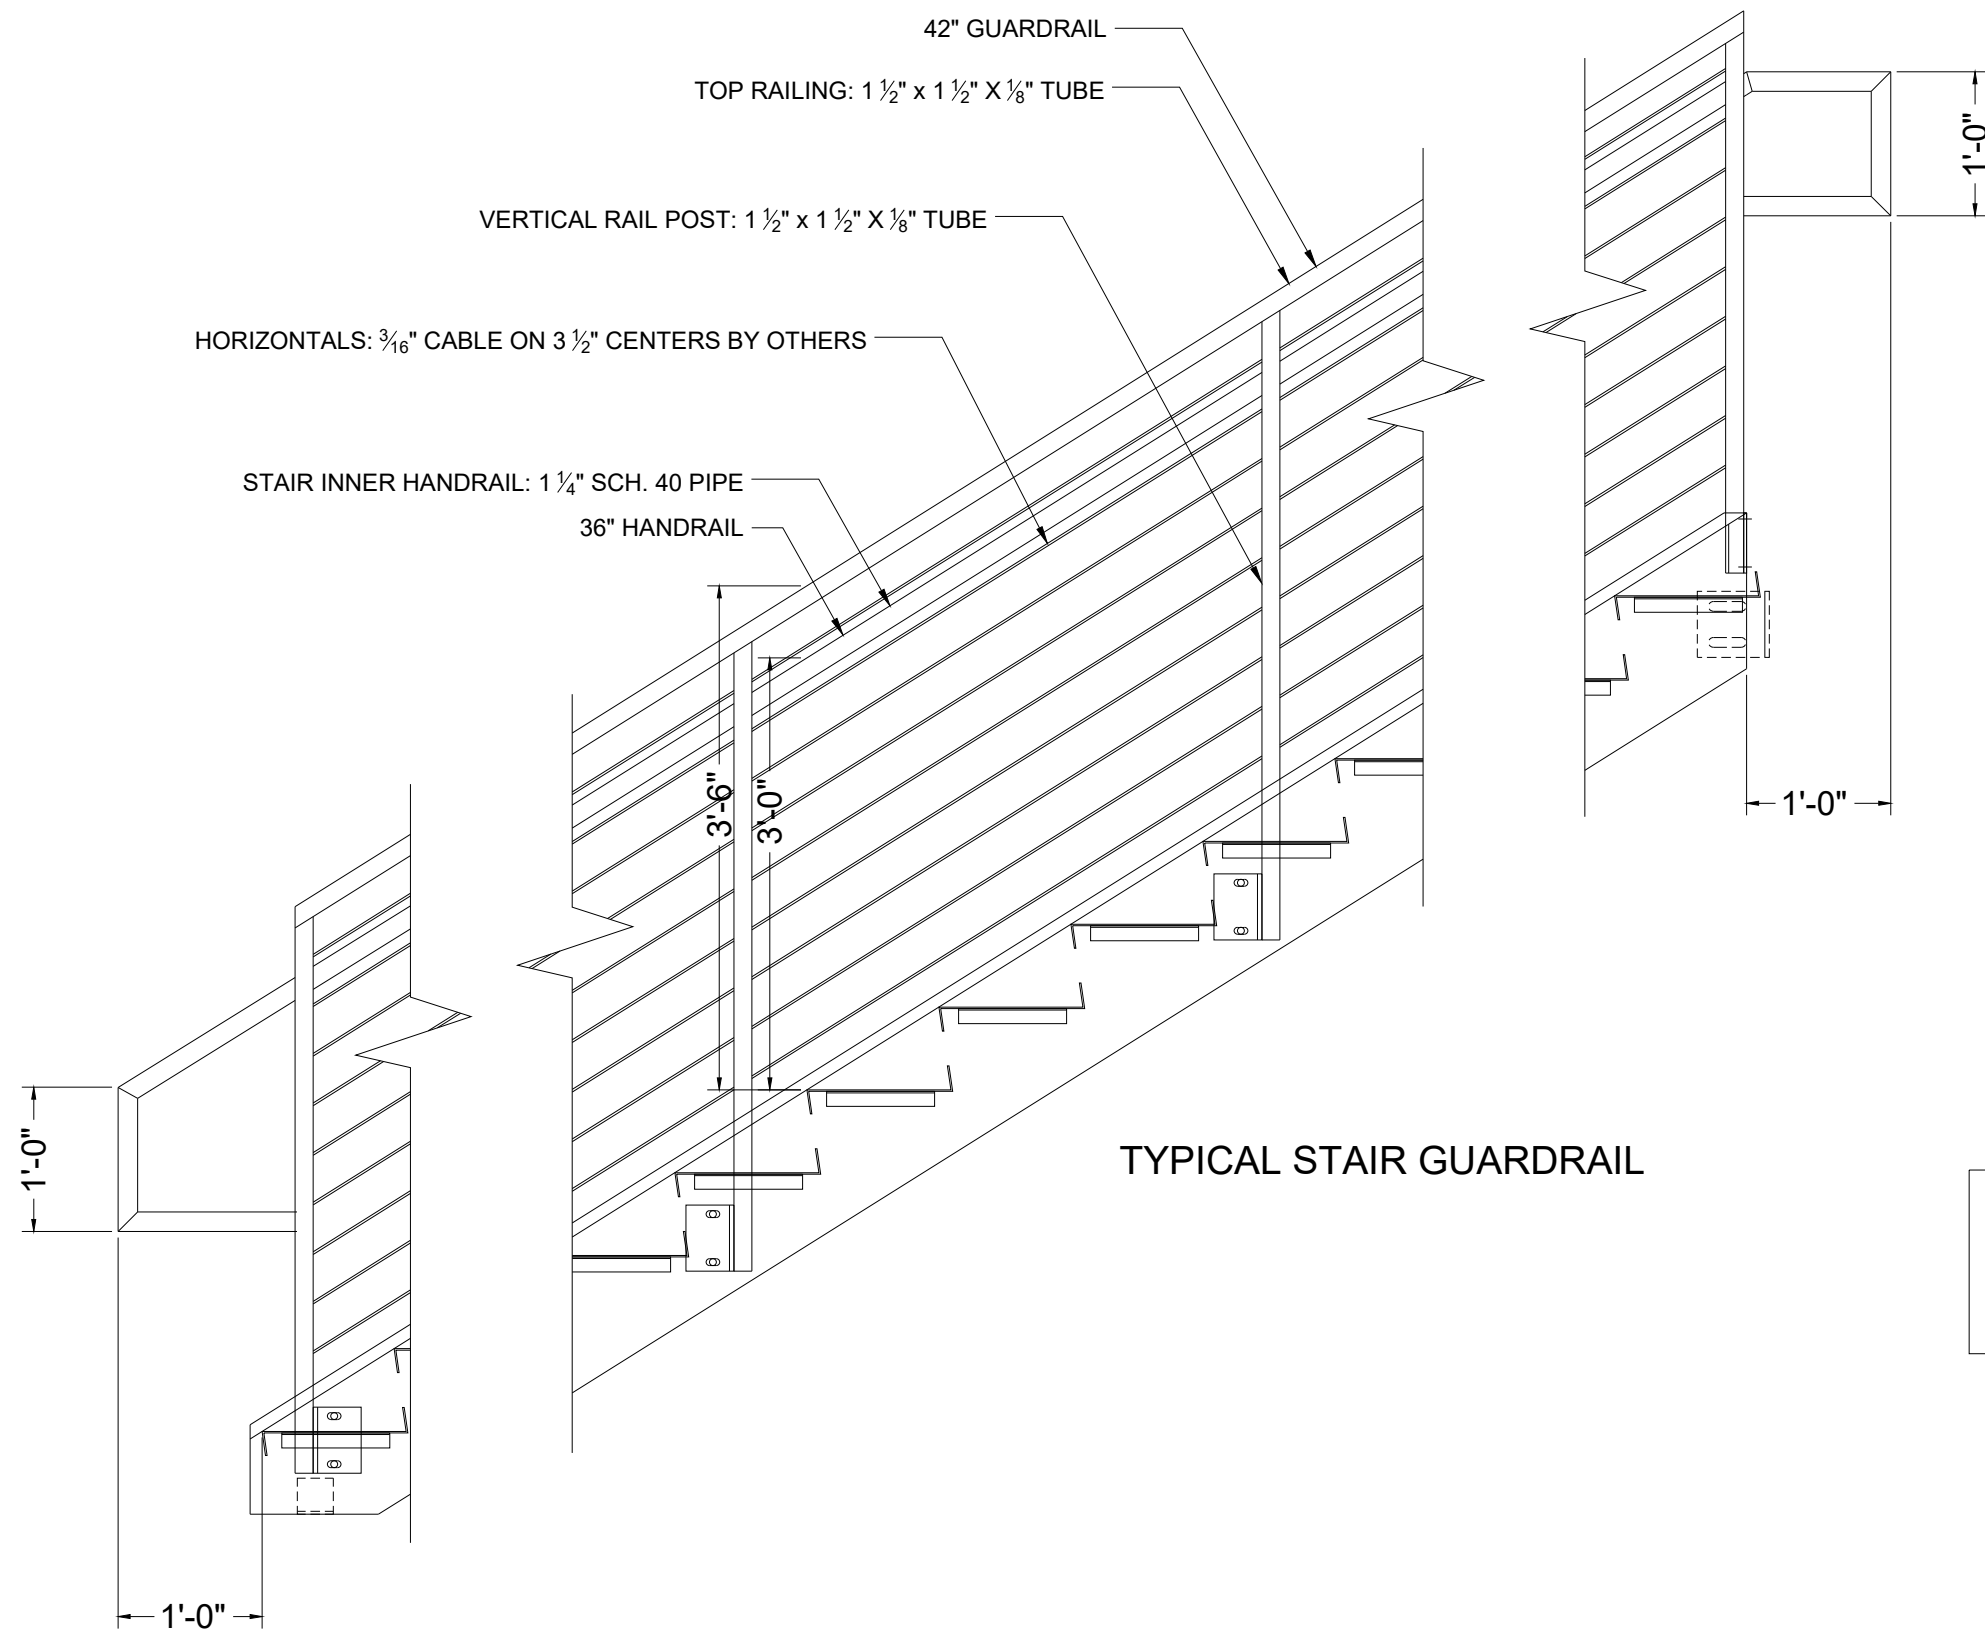 42" GUARDRAIL
TOP RAILING: 1 ½" x 1 ½" X ⅛" TUBE
VERTICAL RAIL POST: 1 ½" x 1 ½" X ⅛" TUBE
HORIZONTALS: 3⁄16" CABLE ON 3 ½" CENTERS BY OTHERS
STAIR INNER HANDRAIL: 1 ¼" SCH. 40 PIPE
36" HANDRAIL
1'-0"
1'-0"
3'-6"
3'-0"
TYPICAL STAIR GUARDRAIL
1'-0"
1'-0"